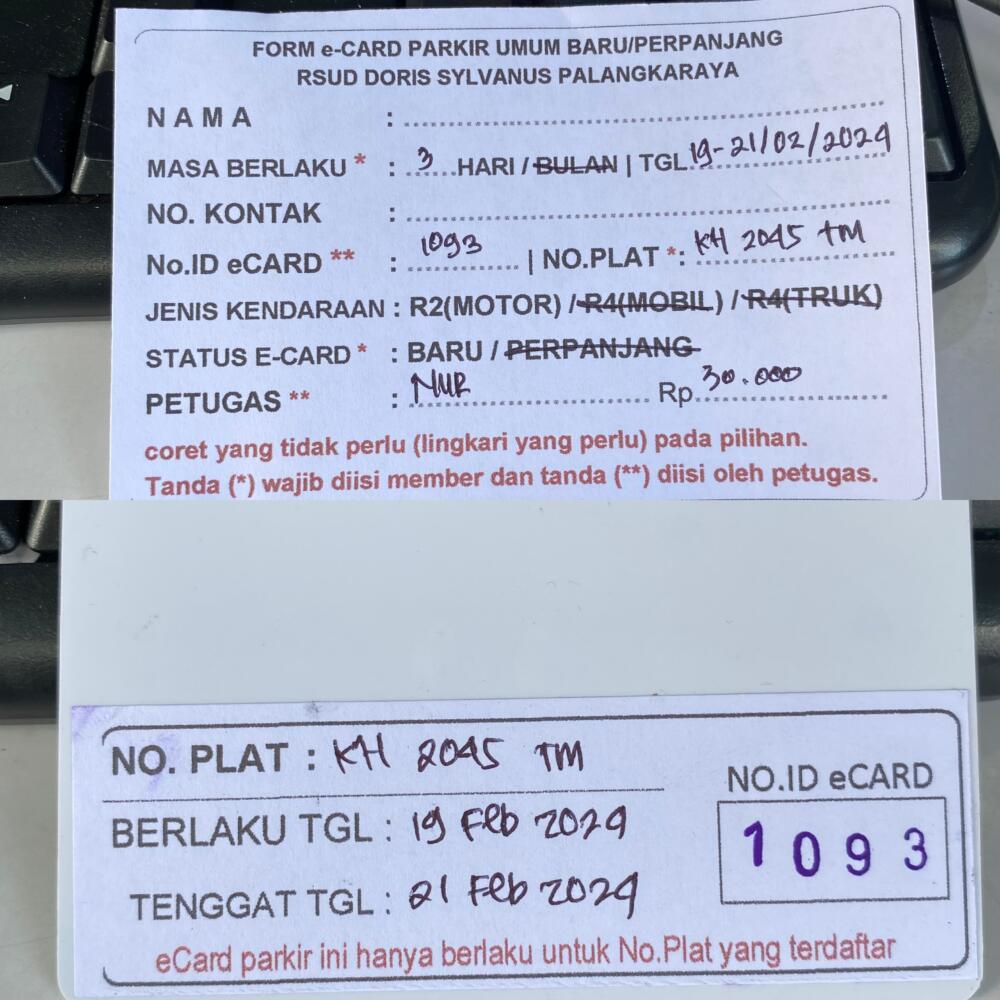 FORM e-CARD PARKIR UMUM BARU/PERPANJANG
RSUD DORIS SYLVANUS PALANGKARAYA
N A M A :
MASA BERLAKU * : 3 HARI / BULAN | TGL 19-21/02/2024
NO. KONTAK :
No.ID eCARD ** : 1093 | NO.PLAT *: KH 2045 TM
JENIS KENDARAAN : R2(MOTOR) / R4(MOBIL) / R4(TRUK)
STATUS E-CARD * : BARU / PERPANJANG
PETUGAS ** : NUR Rp 30.000
coret yang tidak perlu (lingkari yang perlu) pada pilihan.
Tanda (*) wajib diisi member dan tanda (**) diisi oleh petugas.
NO. PLAT : KH 2045 TM
BERLAKU TGL : 19 Feb 2024
TENGGAT TGL : 21 Feb 2024
NO.ID eCARD
1093
eCard parkir ini hanya berlaku untuk No.Plat yang terdaftar